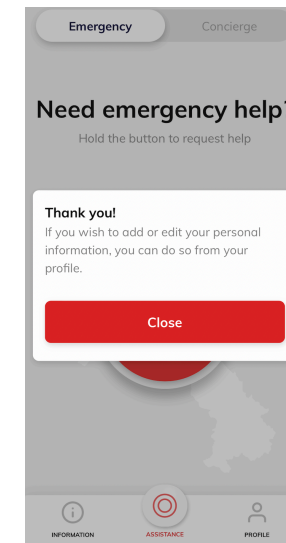 Emergency
Concierge
Need emergency help?
Hold the button to request help
Thank you!
If you wish to add or edit your personal
information, you can do so from your
profile.
Close
INFORMATION
ASSISTANCE
PROFILE